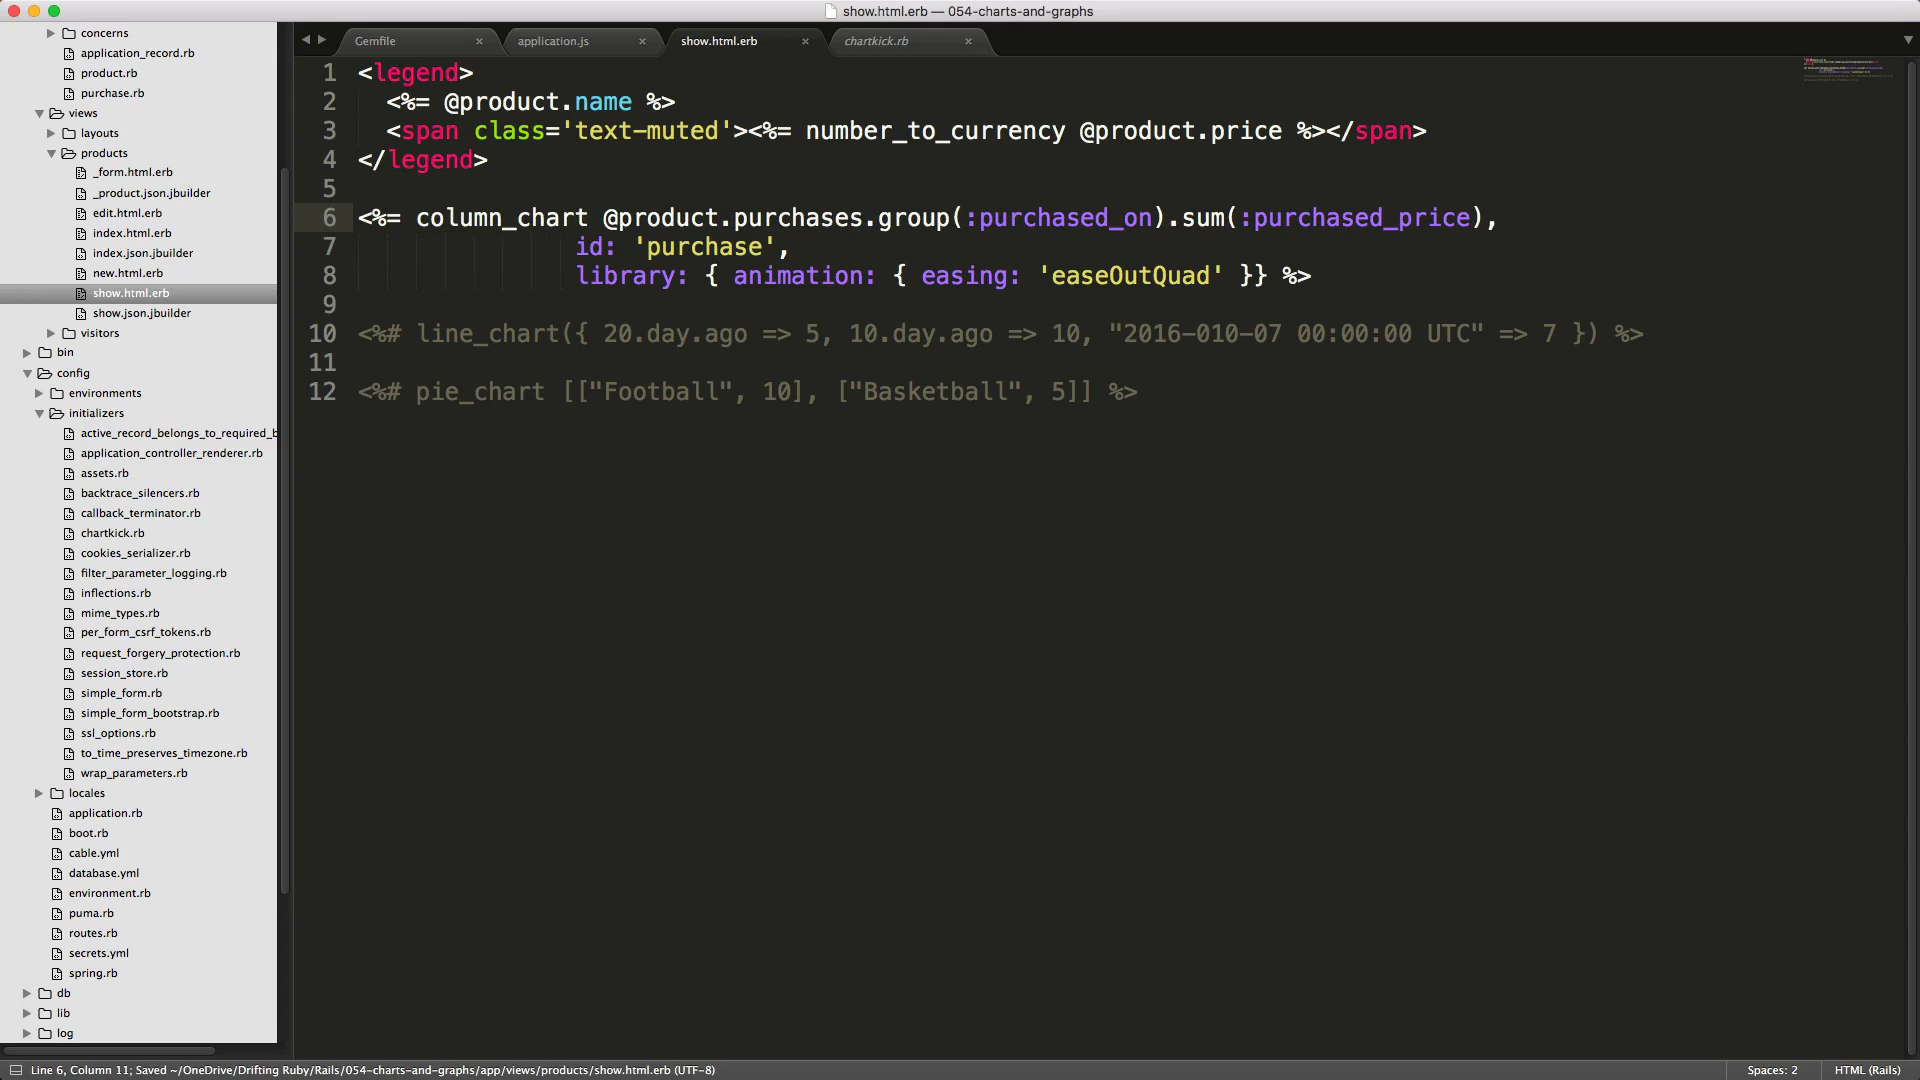 show.html.erb — 054-charts-and-graphs
concerns
application_record.rb
product.rb
purchase.rb
views
layouts
products
_form.html.erb
_product.json.jbuilder
edit.html.erb
index.html.erb
index.json.jbuilder
new.html.erb
show.html.erb
show.json.jbuilder
visitors
bin
config
environments
initializers
active_record_belongs_to_required_b
application_controller_renderer.rb
assets.rb
backtrace_silencers.rb
callback_terminator.rb
chartkick.rb
cookies_serializer.rb
filter_parameter_logging.rb
inflections.rb
mime_types.rb
per_form_csrf_tokens.rb
request_forgery_protection.rb
session_store.rb
simple_form.rb
simple_form_bootstrap.rb
ssl_options.rb
to_time_preserves_timezone.rb
wrap_parameters.rb
locales
application.rb
boot.rb
cable.yml
database.yml
environment.rb
puma.rb
routes.rb
secrets.yml
spring.rb
db
lib
log
Gemfile × application.js × show.html.erb × chartkick.rb ×
1 <legend>
2   <%= @product.name %>
3   <span class='text-muted'><%= number_to_currency @product.price %></span>
4 </legend>
5
6 <%= column_chart @product.purchases.group(:purchased_on).sum(:purchased_price),
7                id: 'purchase',
8                library: { animation: { easing: 'easeOutQuad' }} %>
9
10 <%# line_chart({ 20.day.ago => 5, 10.day.ago => 10, "2016-010-07 00:00:00 UTC" => 7 }) %>
11
12 <%# pie_chart [["Football", 10], ["Basketball", 5]] %>
Line 6, Column 11; Saved ~/OneDrive/Drifting Ruby/Rails/054-charts-and-graphs/app/views/products/show.html.erb (UTF-8)
Spaces: 2
HTML (Rails)